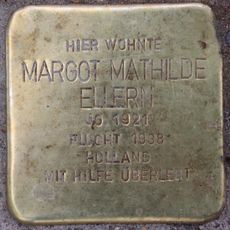 HIER WOHNTE
MARGOT MATHILDE
ELLERN
JG. 1921
FLUCHT 1938
HOLLAND
MIT HILFE ÜBERLEBT